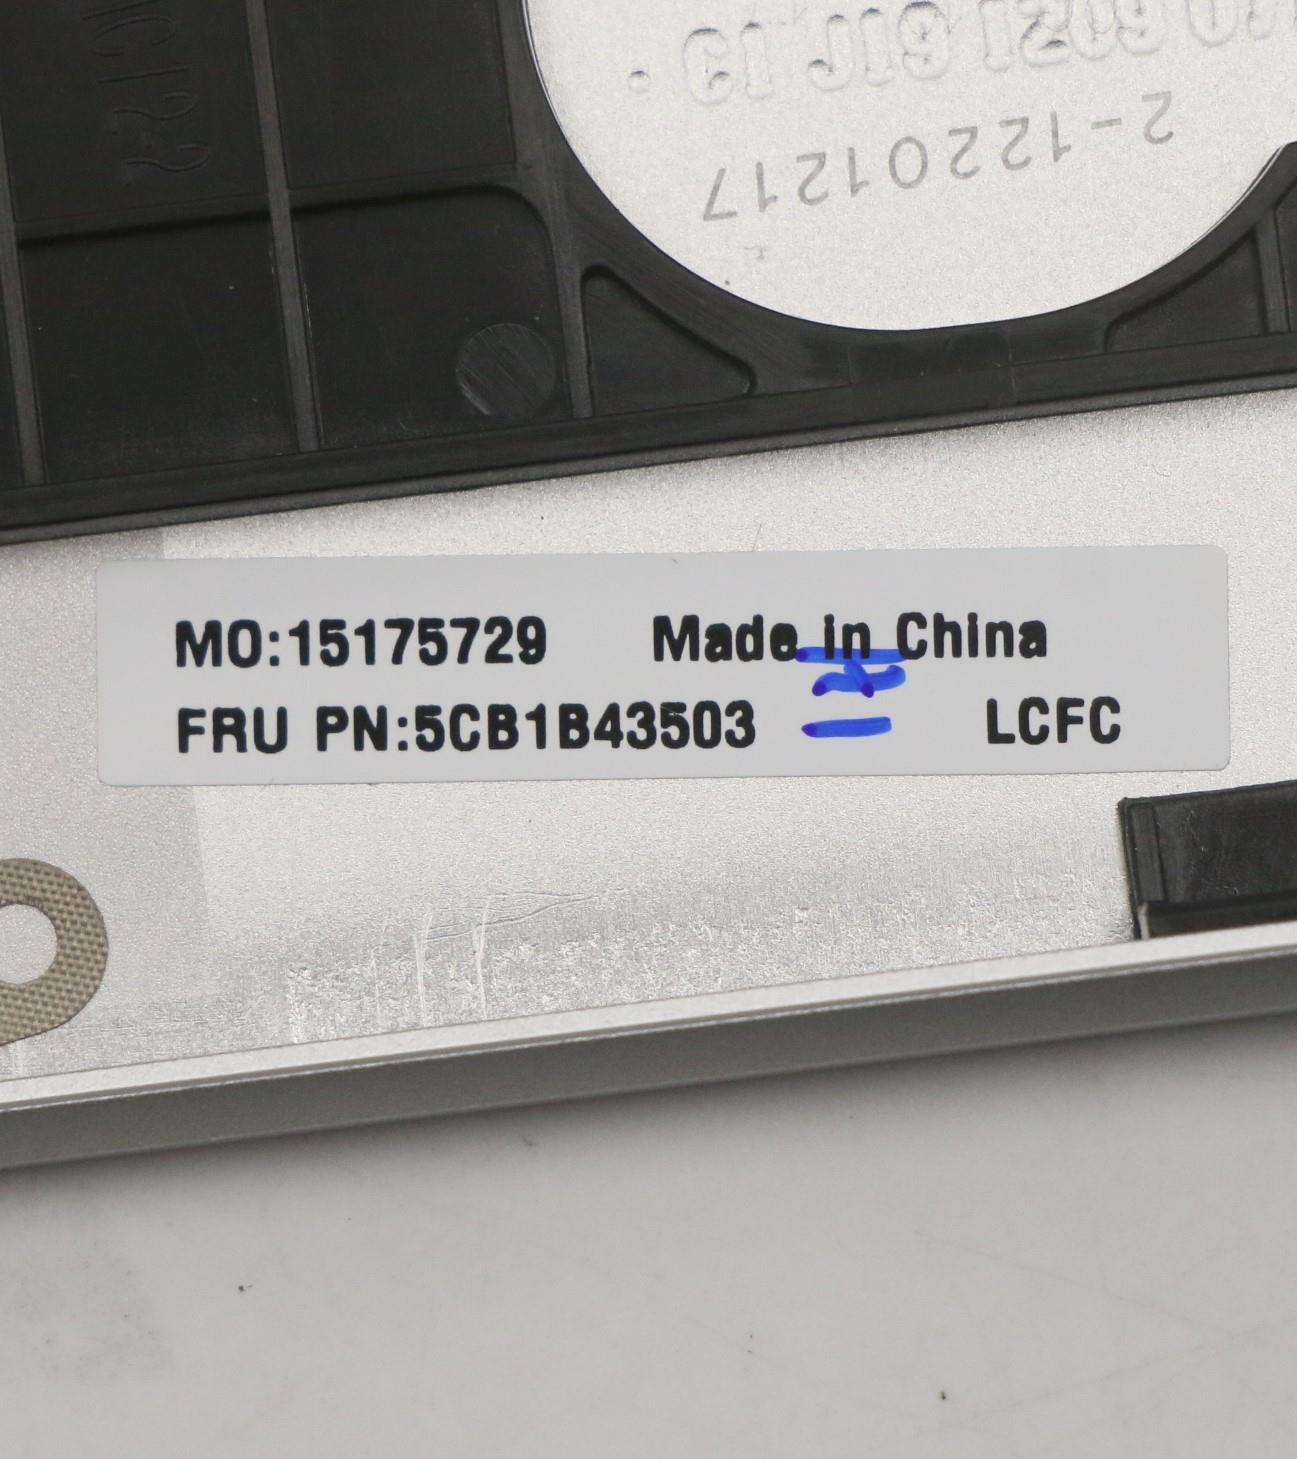 2-12201217
MO:15175729 Made in China
FRU PN:5CB1B43503 LCFC